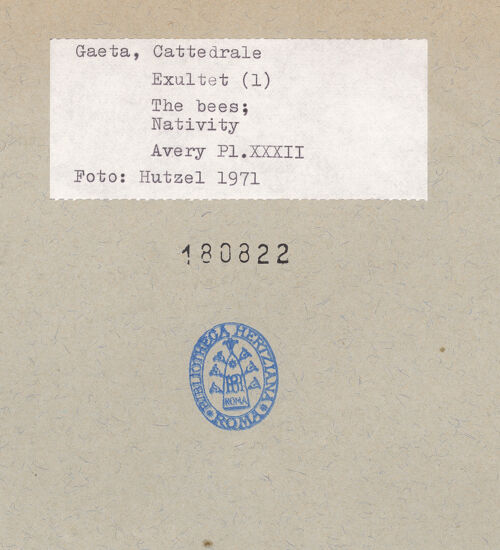 Gaeta, Cattedrale
Exultet (1)
The bees;
Nativity
Avery Pl.XXXII
Foto: Hutzel 1971
180822
BIBLIOTHECA HERTZIANA
ROMA
ROMA